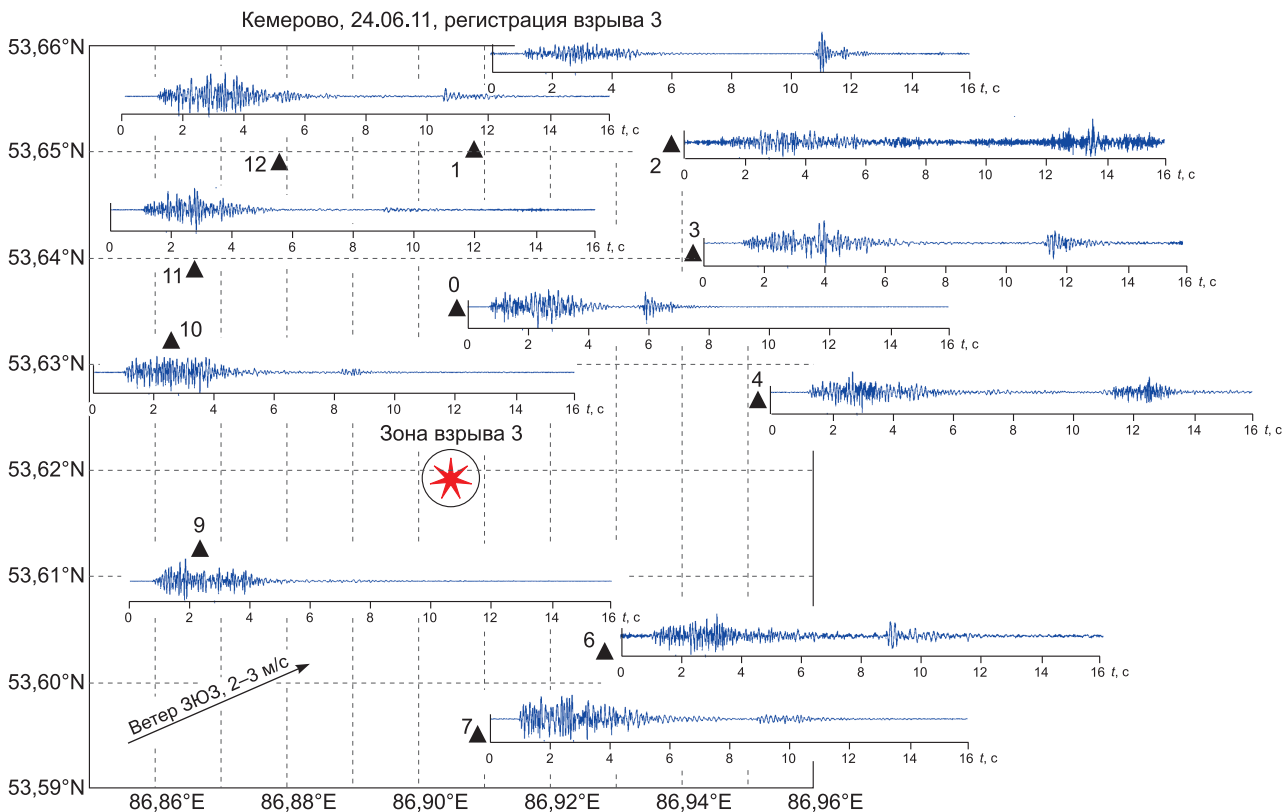 Кемерово, 24.06.11, регистрация взрыва 3
53,66°N
0 2 4 6 8 10 12 14 16 t, с
0 2 4 6 8 10 12 14 16 t, с
53,65°N
12
1
2
0 2 4 6 8 10 12 14 16 t, с
0 2 4 6 8 10 12 14 16 t, с
3
53,64°N
11
0 2 4 6 8 10 12 14 16 t, с
0
10
0 2 4 6 8 10 12 14 16 t, с
53,63°N
0 2 4 6 8 10 12 14 16 t, с
4
0 2 4 6 8 10 12 14 16 t, с
Зона взрыва 3
53,62°N
9
53,61°N
0 2 4 6 8 10 12 14 16 t, с
6
0 2 4 6 8 10 12 14 16 t, с
Ветер ЗЮЗ, 2–3 м/с
53,60°N
7
0 2 4 6 8 10 12 14 16 t, с
53,59°N
86,86°E 86,88°E 86,90°E 86,92°E 86,94°E 86,96°E